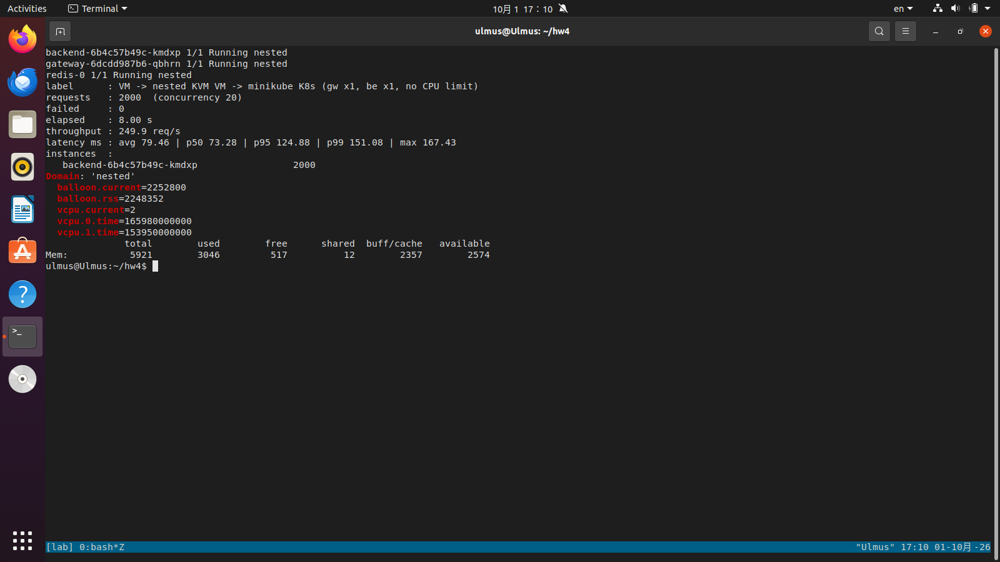 Activities
Terminal
10月 1 17：10
en
ulmus@Ulmus: ~/hw4
backend-6b4c57b49c-kmdxp 1/1 Running nested
gateway-6dcdd987b6-qbhrn 1/1 Running nested
redis-0 1/1 Running nested
label      : VM -> nested KVM VM -> minikube K8s (gw x1, be x1, no CPU limit)
requests   : 2000  (concurrency 20)
failed     : 0
elapsed    : 8.00 s
throughput : 249.9 req/s
latency ms : avg 79.46 | p50 73.28 | p95 124.88 | p99 151.08 | max 167.43
instances  :
   backend-6b4c57b49c-kmdxp                 2000
Domain: 'nested'
  balloon.current=2252800
  balloon.rss=2248352
  vcpu.current=2
  vcpu.0.time=165980000000
  vcpu.1.time=153950000000
              total        used        free      shared  buff/cache   available
Mem:           5921        3046         517          12        2357        2574
ulmus@Ulmus:~/hw4$
[lab] 0:bash*Z
"Ulmus" 17:10 01-10月-26